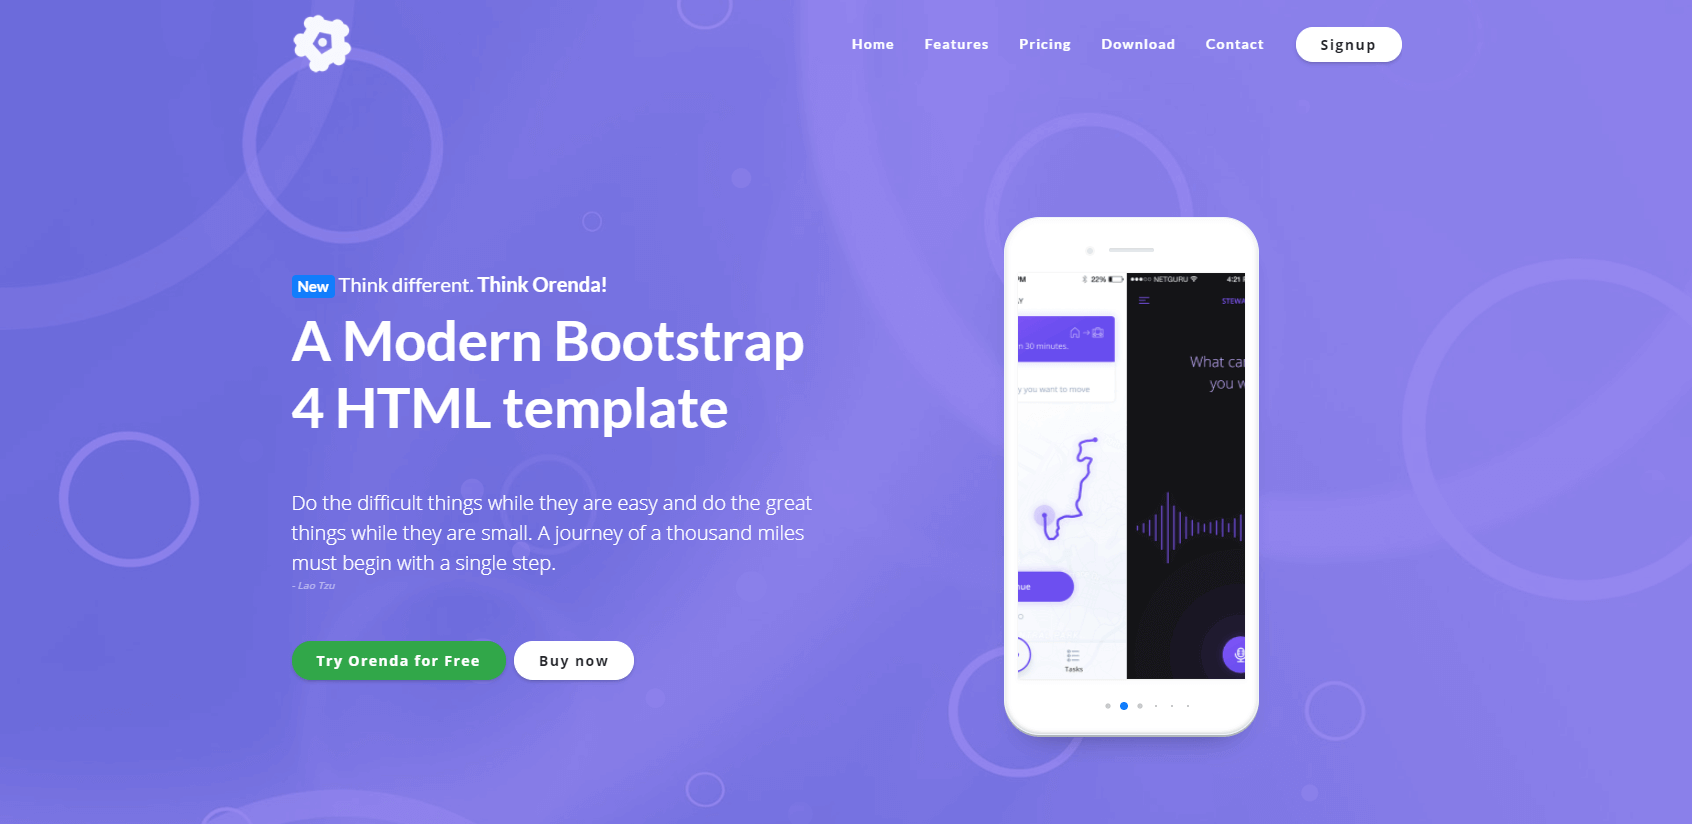 Home Features Pricing Download Contact Signup
New Think different. Think Orenda!
A Modern Bootstrap
4 HTML template
Do the difficult things while they are easy and do the great
things while they are small. A journey of a thousand miles
must begin with a single step.
- Lao Tzu
Try Orenda for Free Buy now
PM 22%
n 30 minutes.
y you want to move
nue
Tasks
NETGURU 4:21 P
STEWA
What can
you w